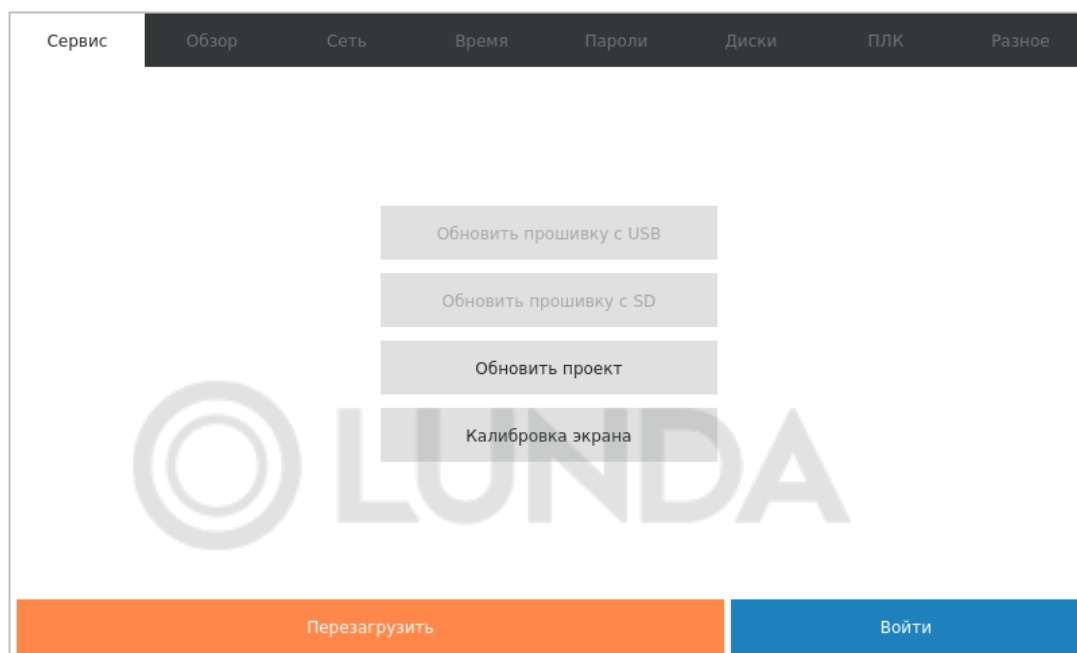 Сервис Обзор Сеть Время Пароли Диски ПЛК Разное
Обновить прошивку с USB
Обновить прошивку с SD
Обновить проект
Калибровка экрана
LUNDA
Перезагрузить Войти